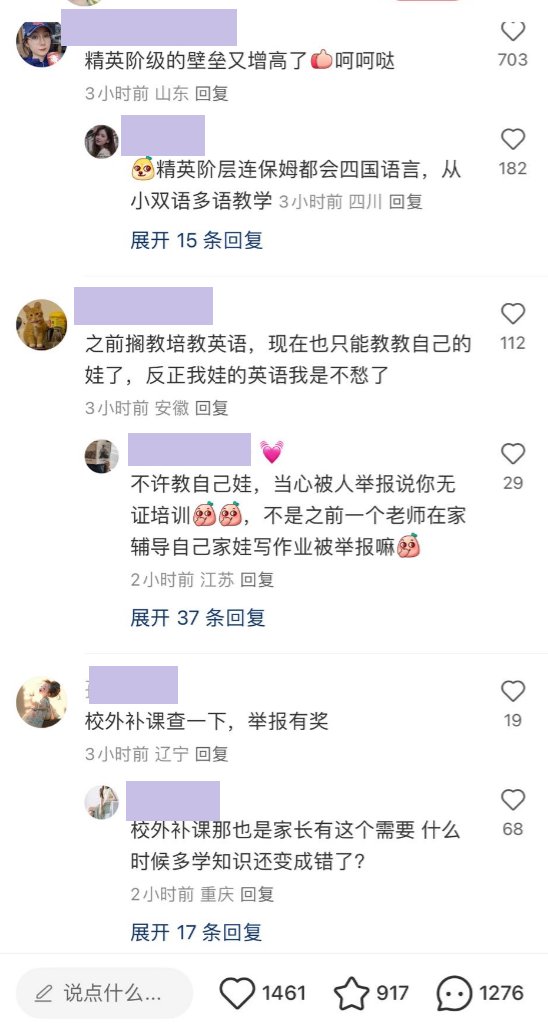 精英阶级的壁垒又增高了👍呵呵哒
703
3小时前 山东 回复
精英阶层连保姆都会四国语言，从
182
小双语多语教学 3小时前 四川 回复
展开 15 条回复
之前搁教培教英语，现在也只能教教自己的
112
娃了，反正我娃的英语我是不愁了
3小时前 安徽 回复
不许教自己娃，当心被人举报说你无
29
证培训，不是之前一个老师在家
辅导自己家娃写作业被举报嘛
2小时前 江苏 回复
展开 37 条回复
校外补课查一下，举报有奖
19
3小时前 辽宁 回复
校外补课那也是家长有这个需要 什么
68
时候多学知识还变成错了?
2小时前 重庆 回复
展开 17 条回复
说点什么... 1461 917 1276